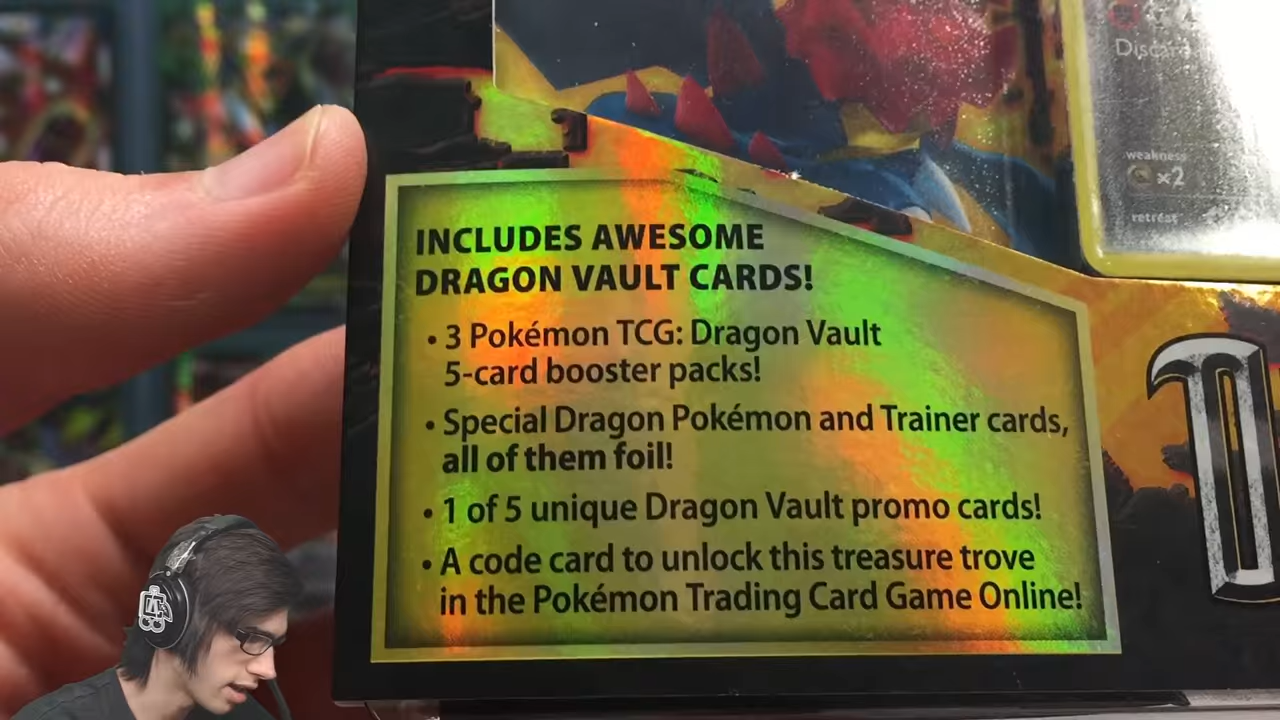 Discard
weakness
×2
retreat
INCLUDES AWESOME
DRAGON VAULT CARDS!
• 3 Pokémon TCG: Dragon Vault
5-card booster packs!
• Special Dragon Pokémon and Trainer cards,
all of them foil!
• 1 of 5 unique Dragon Vault promo cards!
• A code card to unlock this treasure trove
in the Pokémon Trading Card Game Online!